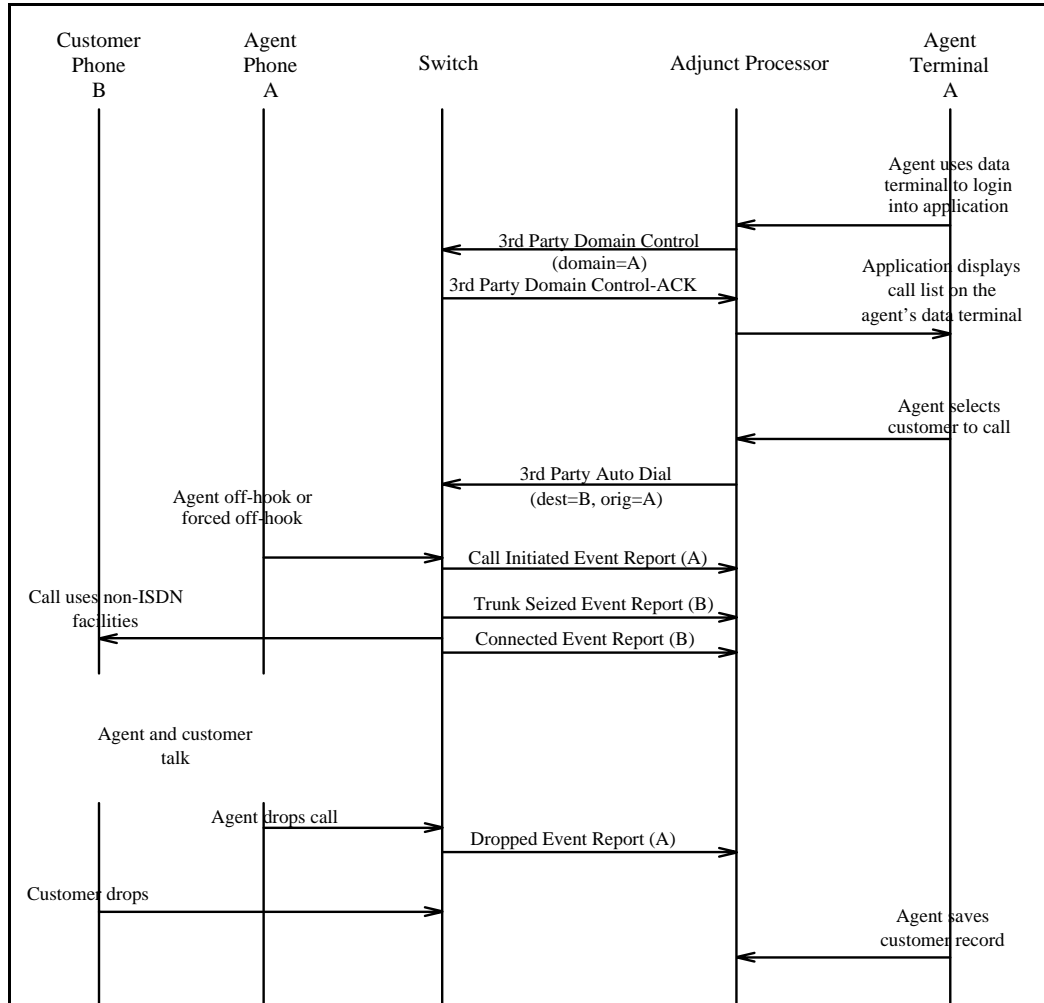 Customer
Phone
B
Agent
Phone
A
Switch
Adjunct Processor
Agent
Terminal
A
Agent uses data
terminal to login
into application
3rd Party Domain Control
(domain=A)
3rd Party Domain Control-ACK
Application displays
call list on the
agent's data terminal
Agent selects
customer to call
3rd Party Auto Dial
(dest=B, orig=A)
Agent off-hook or
forced off-hook
Call Initiated Event Report (A)
Call uses non-ISDN
facilities
Trunk Seized Event Report (B)
Connected Event Report (B)
Agent and customer
talk
Agent drops call
Dropped Event Report (A)
Customer drops
Agent saves
customer record